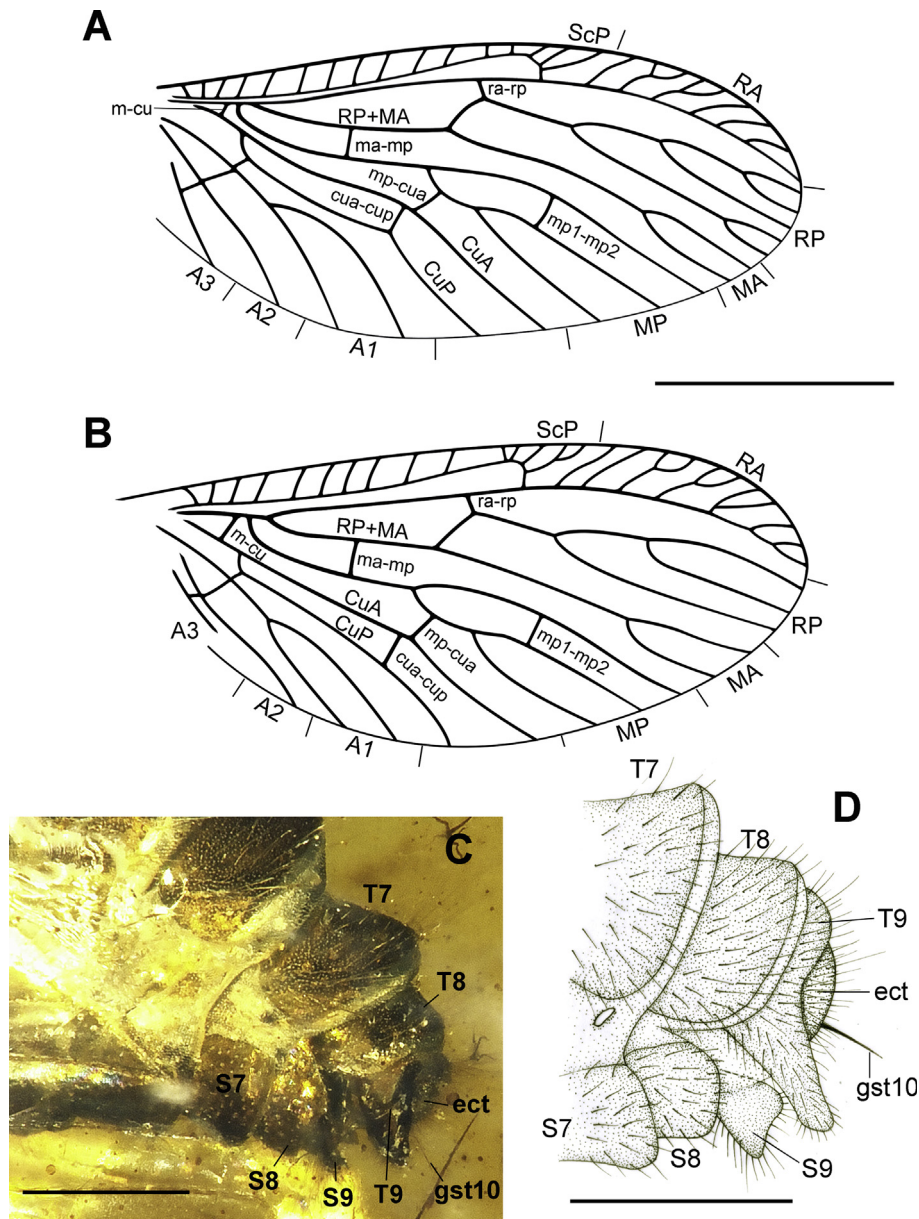 A
ScP
RA
m-cu
ra-rp
RP+MA
ma-mp
mp-cua
cua-cup
mp1-mp2
CuA
CuP
RP
MA
MP
A3
A2
A1
B
ScP
RA
ra-rp
RP+MA
m-cu
ma-mp
CuA
CuP
mp-cua
cua-cup
mp1-mp2
RP
MA
MP
A3
A2
A1
C
T7
T8
S7
ect
S8
S9
T9
gst10
D
T7
T8
T9
ect
gst10
S7
S8
S9